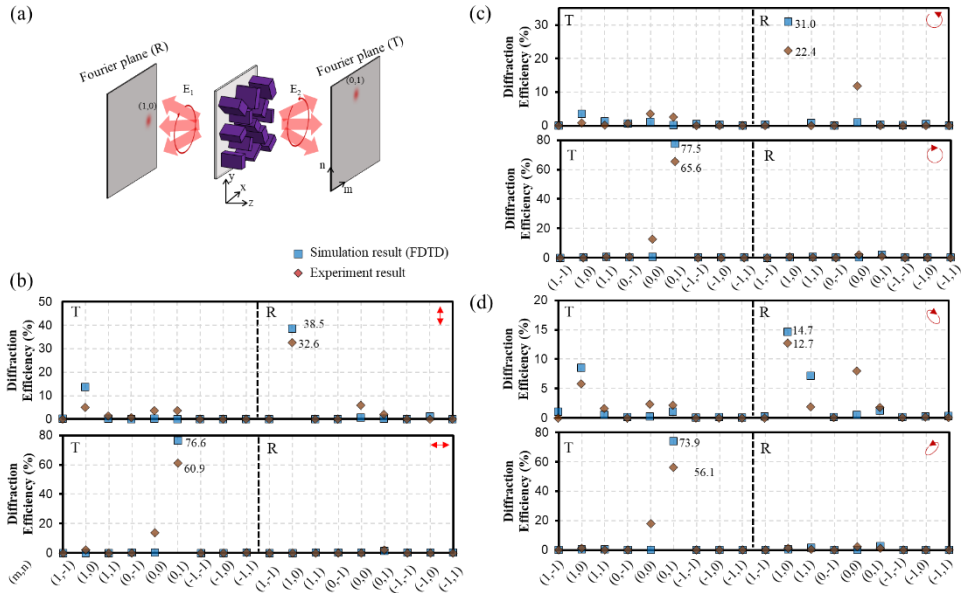 (a)
Fourier plane (R)
Fourier plane (T)
(1,0)
(0,1)
E1
E2
y
x
z
n
m
Simulation result (FDTD)
Experiment result
(b)
Diffraction
Efficiency (%)
50
40
30
20
10
0
T
R
38.5
32.6
Diffraction
Efficiency (%)
80
60
40
20
0
T
R
76.6
60.9
(m,n)
(1,-1)
(1,0)
(1,1)
(0,-1)
(0,0)
(0,1)
(-1,-1)
(-1,0)
(-1,1)
(1,-1)
(1,0)
(1,1)
(0,-1)
(0,0)
(0,1)
(-1,-1)
(-1,0)
(-1,1)
(c)
Diffraction
Efficiency (%)
30
20
10
0
T
R
31.0
22.4
Diffraction
Efficiency (%)
80
60
40
20
0
T
R
77.5
65.6
(1,-1)
(1,0)
(1,1)
(0,-1)
(0,0)
(0,1)
(-1,-1)
(-1,0)
(-1,1)
(1,-1)
(1,0)
(1,1)
(0,-1)
(0,0)
(0,1)
(-1,-1)
(-1,0)
(-1,1)
(d)
Diffraction
Efficiency (%)
20
15
10
5
0
T
R
14.7
12.7
Diffraction
Efficiency (%)
80
60
40
20
0
T
R
73.9
56.1
(1,-1)
(1,0)
(1,1)
(0,-1)
(0,0)
(0,1)
(-1,-1)
(-1,0)
(-1,1)
(1,-1)
(1,0)
(1,1)
(0,-1)
(0,0)
(0,1)
(-1,-1)
(-1,0)
(-1,1)